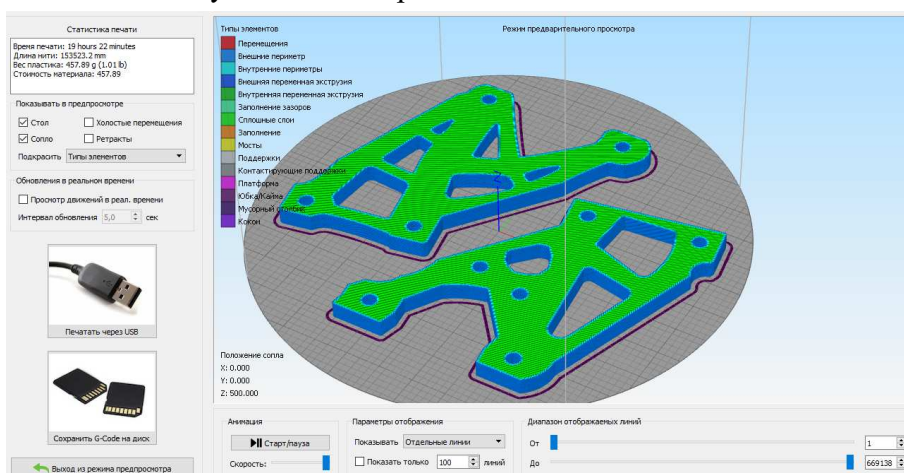 Статистика печати
Время печати: 19 hours 22 minutes
Длина нити: 153523.2 mm
Вес пластика: 457.89 g (1.01 lb)
Стоимость материала: 457.89
Показывать в предпросмотре
Стол
Холостые перемещения
Сопло
Ретракты
Подкрасить Типы элементов
Обновления в реальном времени
Просмотр движений в реал. времени
Интервал обновления 5,0 сек
Печатать через USB
Сохранить G-Code на диск
Выход из режима предпросмотра
Типы элементов
Режим предварительного просмотра
Перемещения
Внешние периметр
Внутренние периметры
Внешняя переменная экструзия
Внутренняя переменная экструзия
Заполнение зазоров
Сплошные слои
Заполнение
Мосты
Поддержки
Контактирующие поддержки
Платформа
Юбка/Кайма
Мусорный
Кокон
Положение сопла
X: 0.000
Y: 0.000
Z: 500.000
Анимация
Старт/пауза
Скорость:
Параметры отображения
Показывать Отдельные линии
Показать только 100 линий
Диапазон отображаемых линий
От 1
До 669138